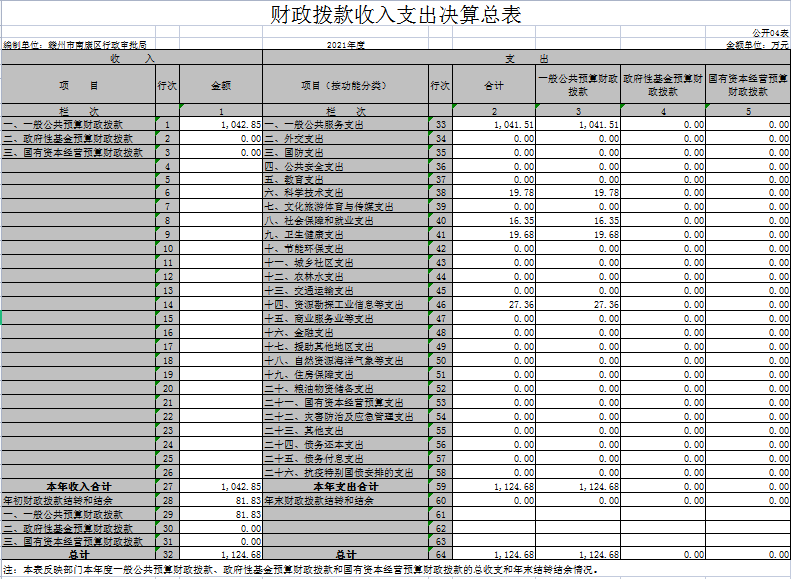 财政拨款收入支出决算总表
公开04表
编制单位：赣州市南康区行政审批局 2021年度 金额单位：万元
收 入 支 出
项 目 行次 金额 项目（按功能分类） 行次 合计 一般公共预算财政拨款 政府性基金预算财政拨款 国有资本经营预算财政拨款
栏 次 1 栏 次 2 3 4 5
一、一般公共预算财政拨款 1 1,042.85 一、一般公共服务支出 33 1,041.51 1,041.51 0.00 0.00
二、政府性基金预算财政拨款 2 0.00 二、外交支出 34 0.00 0.00 0.00 0.00
三、国有资本经营预算财政拨款 3 0.00 三、国防支出 35 0.00 0.00 0.00 0.00
4 四、公共安全支出 36 0.00 0.00 0.00 0.00
5 五、教育支出 37 0.00 0.00 0.00 0.00
6 六、科学技术支出 38 19.78 19.78 0.00 0.00
7 七、文化旅游体育与传媒支出 39 0.00 0.00 0.00 0.00
8 八、社会保障和就业支出 40 16.35 16.35 0.00 0.00
9 九、卫生健康支出 41 19.68 19.68 0.00 0.00
10 十、节能环保支出 42 0.00 0.00 0.00 0.00
11 十一、城乡社区支出 43 0.00 0.00 0.00 0.00
12 十二、农林水支出 44 0.00 0.00 0.00 0.00
13 十三、交通运输支出 45 0.00 0.00 0.00 0.00
14 十四、资源勘探工业信息等支出 46 27.36 27.36 0.00 0.00
15 十五、商业服务业等支出 47 0.00 0.00 0.00 0.00
16 十六、金融支出 48 0.00 0.00 0.00 0.00
17 十七、援助其他地区支出 49 0.00 0.00 0.00 0.00
18 十八、自然资源海洋气象等支出 50 0.00 0.00 0.00 0.00
19 十九、住房保障支出 51 0.00 0.00 0.00 0.00
20 二十、粮油物资储备支出 52 0.00 0.00 0.00 0.00
21 二十一、国有资本经营预算支出 53 0.00 0.00 0.00 0.00
22 二十二、灾害防治及应急管理支出 54 0.00 0.00 0.00 0.00
23 二十三、其他支出 55 0.00 0.00 0.00 0.00
24 二十四、债务还本支出 56 0.00 0.00 0.00 0.00
25 二十五、债务付息支出 57 0.00 0.00 0.00 0.00
26 二十六、抗疫特别国债安排的支出 58 0.00 0.00 0.00 0.00
本年收入合计 27 1,042.85 本年支出合计 59 1,124.68 1,124.68 0.00 0.00
年初财政拨款结转和结余 28 81.83 年末财政拨款结转和结余 60 0.00 0.00 0.00 0.00
一、一般公共预算财政拨款 29 81.83 61
二、政府性基金预算财政拨款 30 0.00 62
三、国有资本经营预算财政拨款 31 0.00 63
总计 32 1,124.68 总计 64 1,124.68 1,124.68 0.00 0.00
注：本表反映部门本年度一般公共预算财政拨款、政府性基金预算财政拨款和国有资本经营预算财政拨款的总收支和年末结转结余情况。